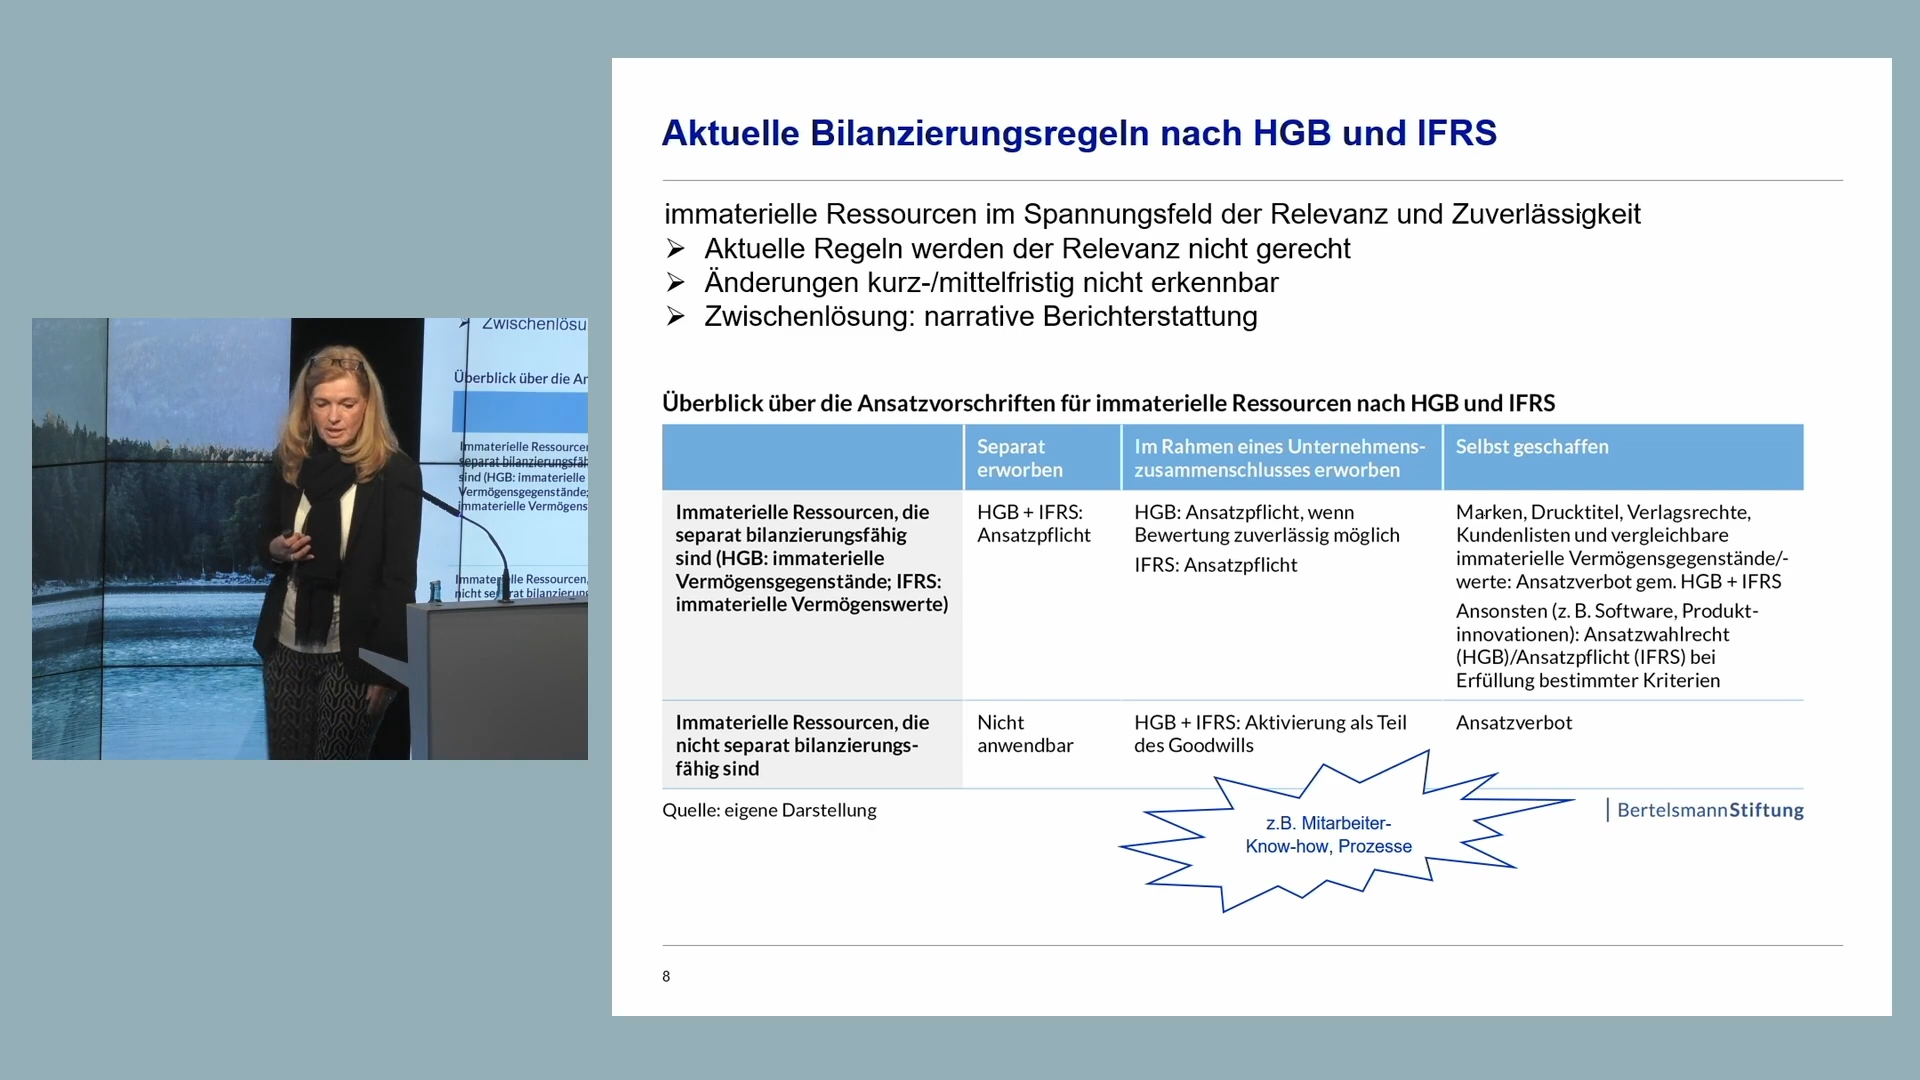 Aktuelle Bilanzierungsregeln nach HGB und IFRS
immaterielle Ressourcen im Spannungsfeld der Relevanz und Zuverlässigkeit
➢ Aktuelle Regeln werden der Relevanz nicht gerecht
➢ Änderungen kurz-/mittelfristig nicht erkennbar
➢ Zwischenlösung: narrative Berichterstattung
Überblick über die Ansatzvorschriften für immaterielle Ressourcen nach HGB und IFRS
Separat
erworben
Im Rahmen eines Unternehmens-
zusammenschlusses erworben
Selbst geschaffen
Immaterielle Ressourcen, die
separat bilanzierungsfähig
sind (HGB: immaterielle
Vermögensgegenstände; IFRS:
immaterielle Vermögenswerte)
HGB + IFRS:
Ansatzpflicht
HGB: Ansatzpflicht, wenn
Bewertung zuverlässig möglich
IFRS: Ansatzpflicht
Marken, Drucktitel, Verlagsrechte,
Kundenlisten und vergleichbare
immaterielle Vermögensgegenstände/-
werte: Ansatzverbot gem. HGB + IFRS
Ansonsten (z. B. Software, Produkt-
innovationen): Ansatzwahlrecht
(HGB)/Ansatzpflicht (IFRS) bei
Erfüllung bestimmter Kriterien
Immaterielle Ressourcen, die
nicht separat bilanzierungs-
fähig sind
Nicht
anwendbar
HGB + IFRS: Aktivierung als Teil
des Goodwills
Ansatzverbot
Quelle: eigene Darstellung
z.B. Mitarbeiter-
Know-how, Prozesse
BertelsmannStiftung
8
Zwischenlösu
Überblick über die An
Immaterielle Ressourcen
separat bilanzierungsfäh
sind (HGB: immaterielle
Vermögensgegenstände;
immaterielle Vermögens
Immaterielle Ressourcen,
nicht separat bilanzierung